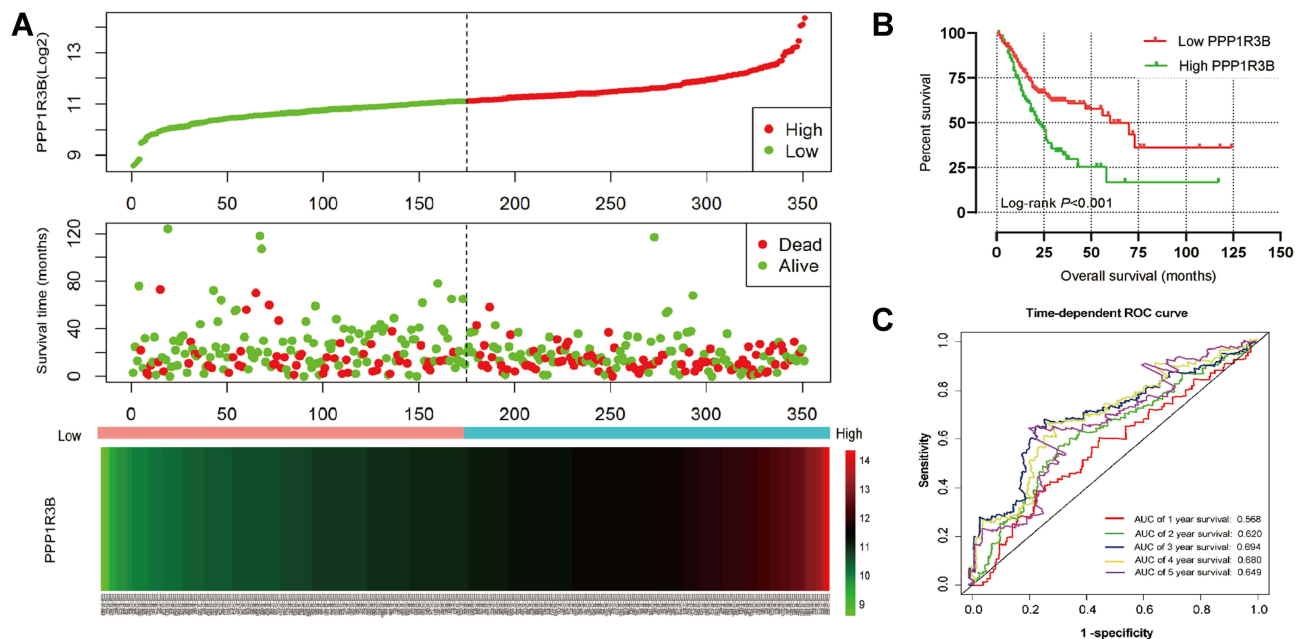 A
PPP1R3B(Log2)
13
11
9
High
Low
0 50 100 150 200 250 300 350
Survival time (months)
120
80
40
0
Dead
Alive
0 50 100 150 200 250 300 350
Low
High
PPP1R3B
14
13
12
11
10
9
B
Percent survival
100
75
50
25
0
Low PPP1R3B
High PPP1R3B
Log-rank P<0.001
0 25 50 75 100 125 150
Overall survival (months)
C
Time-dependent ROC curve
Sensitivity
1.0
0.8
0.6
0.4
0.2
0.0
AUC of 1 year survival: 0.568
AUC of 2 year survival: 0.620
AUC of 3 year survival: 0.694
AUC of 4 year survival: 0.680
AUC of 5 year survival: 0.649
0.0 0.2 0.4 0.6 0.8 1.0
1 -specificity